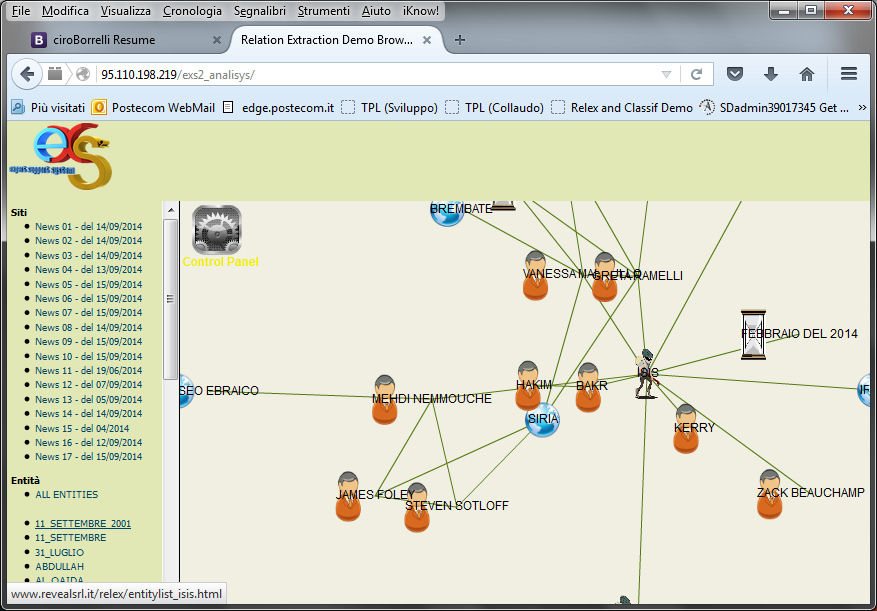 File Modifica Visualizza Cronologia Segnalibri Strumenti Aiuto iKnow!
B ciroBorrelli Resume
Relation Extraction Demo Brow...
95.110.198.219/exs2_analisys/
Più visitati Postecom WebMail edge.postecom.it TPL (Sviluppo) TPL (Collaudo) Relex and Classif Demo SDadmin39017345 Get ... »
eXS
expert support system
Siti
News 01 - del 14/09/2014
News 02 - del 14/09/2014
News 03 - del 14/09/2014
News 04 - del 13/09/2014
News 05 - del 15/09/2014
News 06 - del 15/09/2014
News 07 - del 15/09/2014
News 08 - del 14/09/2014
News 09 - del 15/09/2014
News 10 - del 15/09/2014
News 11 - del 19/06/2014
News 12 - del 07/09/2014
News 13 - del 05/09/2014
News 14 - del 14/09/2014
News 15 - del 04/2014
News 16 - del 12/09/2014
News 17 - del 15/09/2014
Entità
ALL ENTITIES
11_SETTEMBRE_2001
11_SETTEMBRE
31_LUGLIO
ABDULLAH
AL_QAIDA
www.revealsrl.it/relex/entitylist_isis.html
Control Panel
BREMBATE
VANESSA
GRETA RAMELLI
FEBBRAIO DEL 2014
ISIS
HAKIM
BAKR
SEO EBRAICO
MEHDI NEMMOUCHE
SIRIA
KERRY
JAMES FOLEY
STEVEN SOTLOFF
ZACK BEAUCHAMP